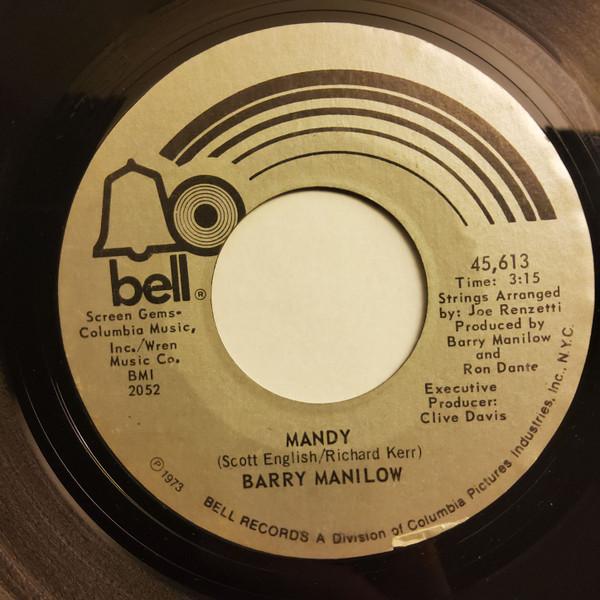 bell®
Screen Gems-
Columbia Music,
Inc./Wren
Music Co.
BMI
2052
45,613
Time: 3:15
Strings Arranged
by: Joe Renzetti
Produced by
Barry Manilow
and
Ron Dante
Executive
Producer:
Clive Davis
MANDY
(Scott English/Richard Kerr)
BARRY MANILOW
℗ 1973
BELL RECORDS A Division of Columbia Pictures Industries, Inc., N.Y.C.